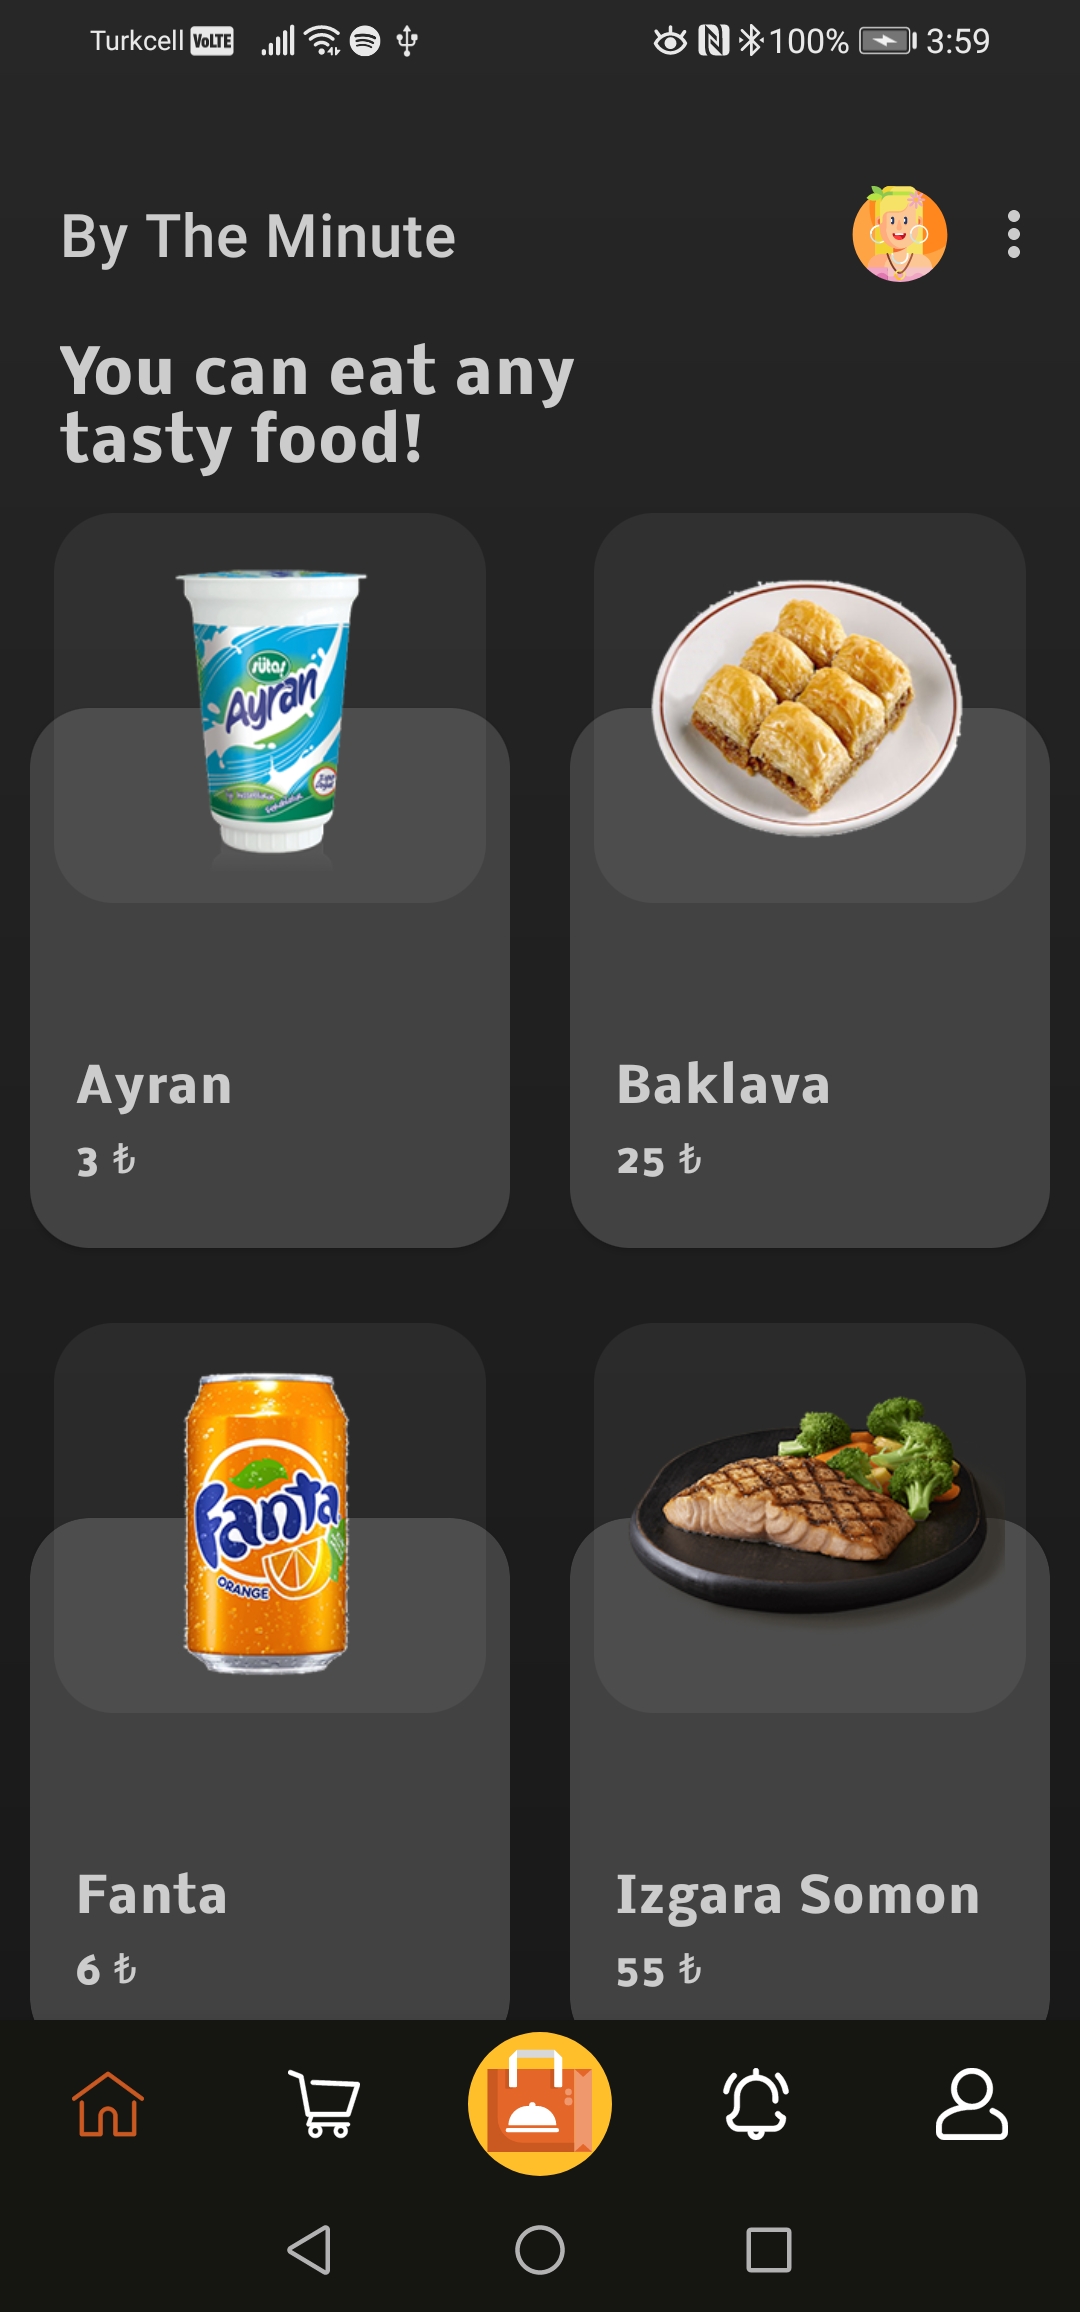 Turkcell VoLTE 100% 3:59
By The Minute
You can eat any
tasty food!
sütaş
Ayran
Ayran
3 ₺
Baklava
25 ₺
Fanta
ORANGE
Fanta
6 ₺
Izgara Somon
55 ₺